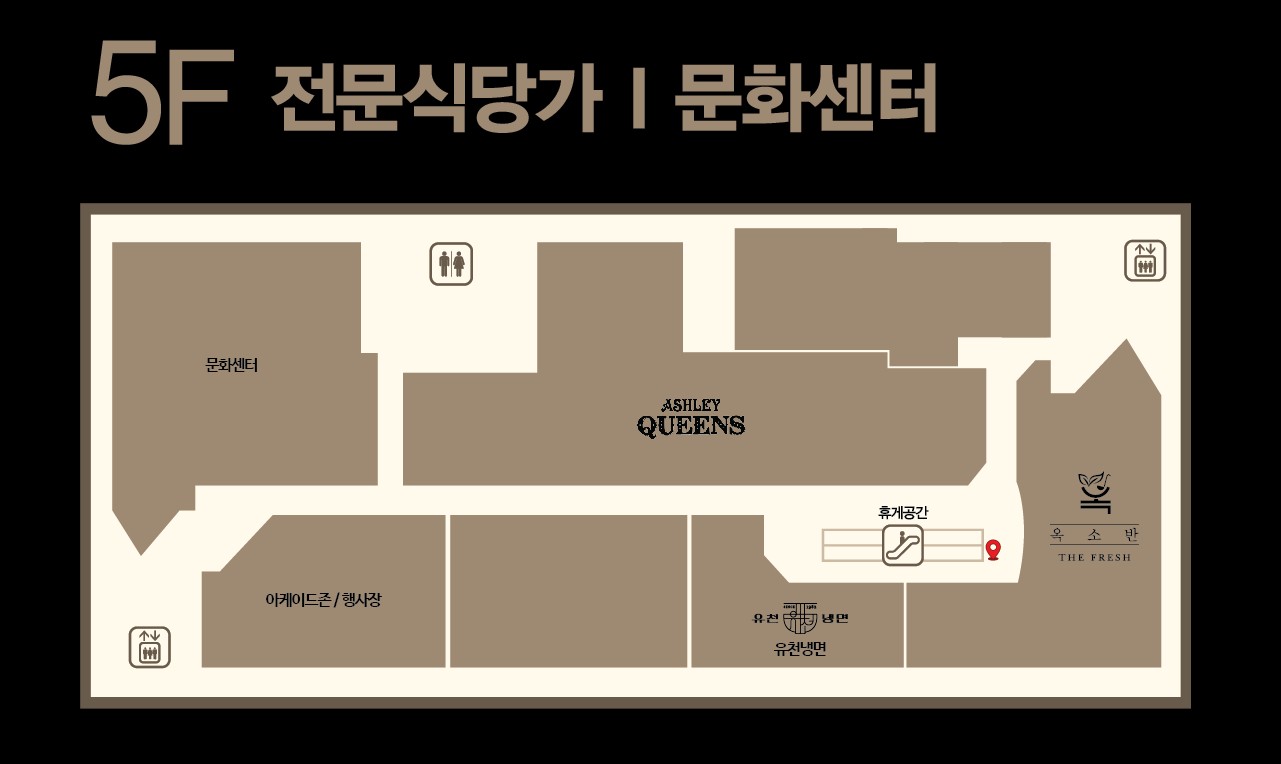 5F 전문식당가 | 문화센터
문화센터
ASHLEY
QUEENS
휴게공간
옥
옥 소 반
THE FRESH
아케이드존 / 행사장
유천 냉면
유천냉면